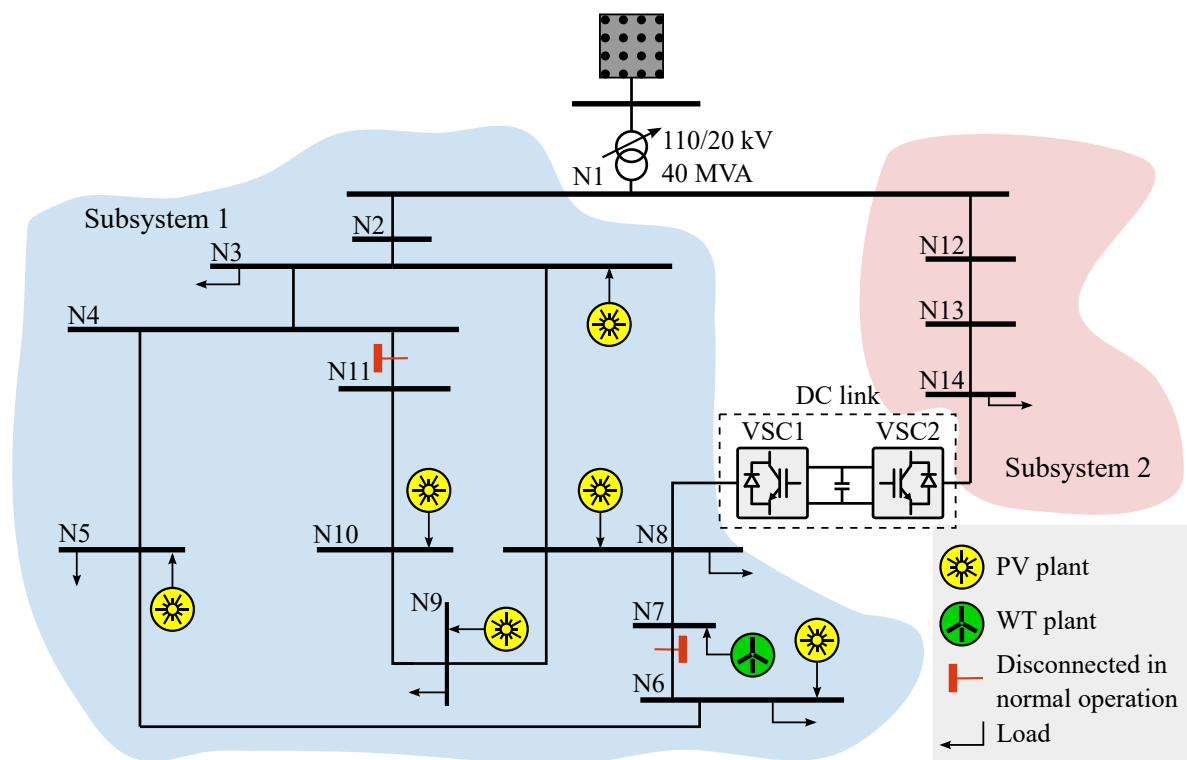 110/20 kV
40 MVA
N1
Subsystem 1
N2
N3
N12
N4
N13
N11
N14
DC link
VSC1
VSC2
Subsystem 2
N5
N10
N8
PV plant
N9
N7
WT plant
N6
Disconnected in
normal operation
Load